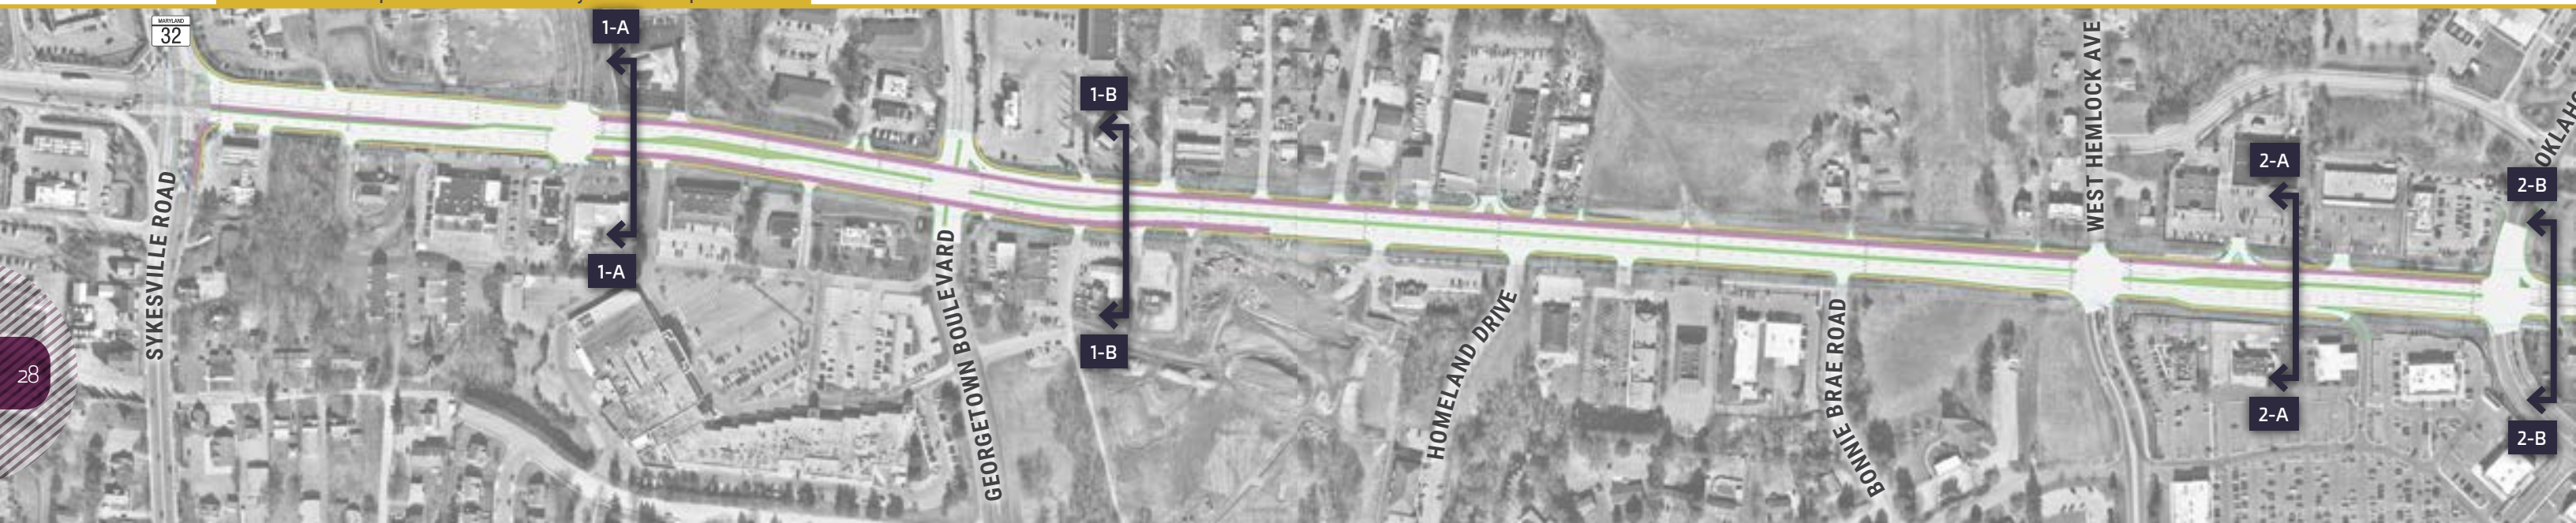 MARYLAND
32
1-A
1-B
WEST HEMLOCK AVE
2-A
2-B
SYKESVILLE ROAD
1-A
GEORGETOWN BOULEVARD
1-B
HOMELAND DRIVE
BONNIE BRAE ROAD
2-A
2-B
28